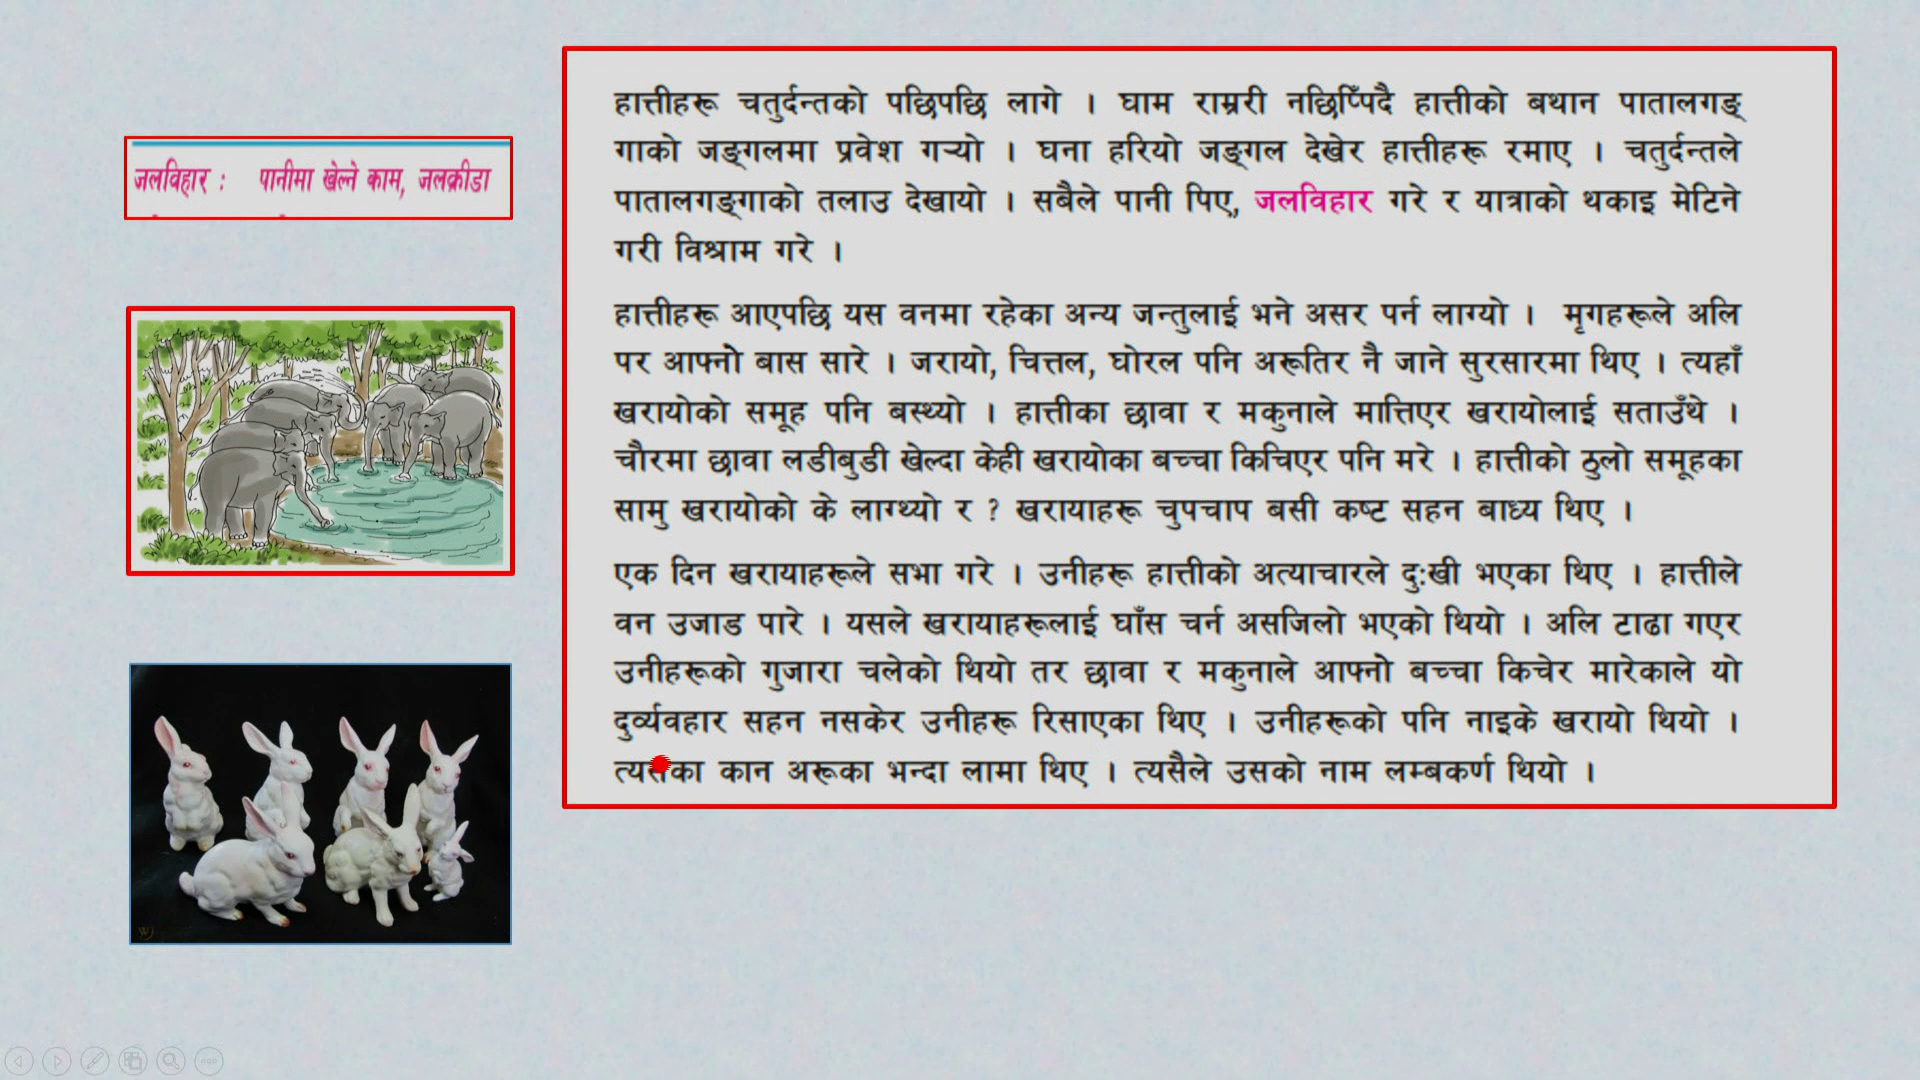 जलविहार : पानीमा खेल्ने काम, जलक्रीडा
हात्तीहरू चतुर्दन्तको पछिपछि लागे । घाम राम्ररी नछिप्पिँदै हात्तीको बथान पातालगङ्
गाको जङ्गलमा प्रवेश गऱ्यो । घना हरियो जङ्गल देखेर हात्तीहरू रमाए । चतुर्दन्तले
पातालगङ्गाको तलाउ देखायो । सबैले पानी पिए, जलविहार गरे र यात्राको थकाइ मेटिने
गरी विश्राम गरे ।
हात्तीहरू आएपछि यस वनमा रहेका अन्य जन्तुलाई भने असर पर्न लाग्यो । मृगहरूले अलि
पर आफ्नो बास सारे । जरायो, चित्तल, घोरल पनि अरूतिर नै जाने सुरसारमा थिए । त्यहाँ
खरायोको समूह पनि बस्थ्यो । हात्तीका छावा र मकुनाले मात्तिएर खरायोलाई सताउँथे ।
चौरमा छावा लडीबुडी खेल्दा केही खरायोका बच्चा किचिएर पनि मरे । हात्तीको ठुलो समूहका
सामु खरायोको के लाग्थ्यो र ? खरायाहरू चुपचाप बसी कष्ट सहन बाध्य थिए ।
एक दिन खरायाहरूले सभा गरे । उनीहरू हात्तीको अत्याचारले दुःखी भएका थिए । हात्तीले
वन उजाड पारे । यसले खरायाहरूलाई घाँस चर्न असजिलो भएको थियो । अलि टाढा गएर
उनीहरूको गुजारा चलेको थियो तर छावा र मकुनाले आफ्नो बच्चा किचेर मारेकाले यो
दुर्व्यवहार सहन नसकेर उनीहरू रिसाएका थिए । उनीहरूको पनि नाइके खरायो थियो ।
त्यसका कान अरूका भन्दा लामा थिए । त्यसैले उसको नाम लम्बकर्ण थियो ।